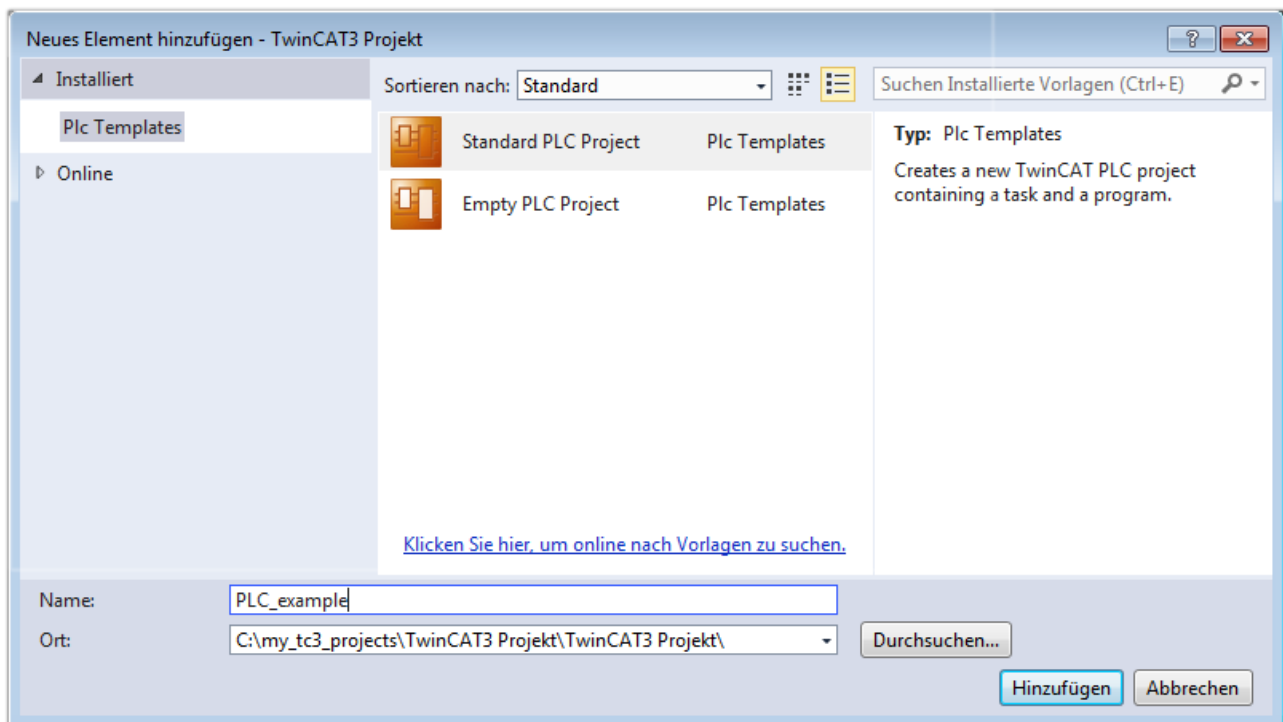 Neues Element hinzufügen - TwinCAT3 Projekt
Installiert
Plc Templates
Online
Sortieren nach: Standard
Standard PLC Project Plc Templates
Empty PLC Project Plc Templates
Klicken Sie hier, um online nach Vorlagen zu suchen.
Suchen Installierte Vorlagen (Ctrl+E)
Typ: Plc Templates
Creates a new TwinCAT PLC project
containing a task and a program.
Name: PLC_example
Ort: C:\my_tc3_projects\TwinCAT3 Projekt\TwinCAT3 Projekt\ Durchsuchen...
Hinzufügen Abbrechen